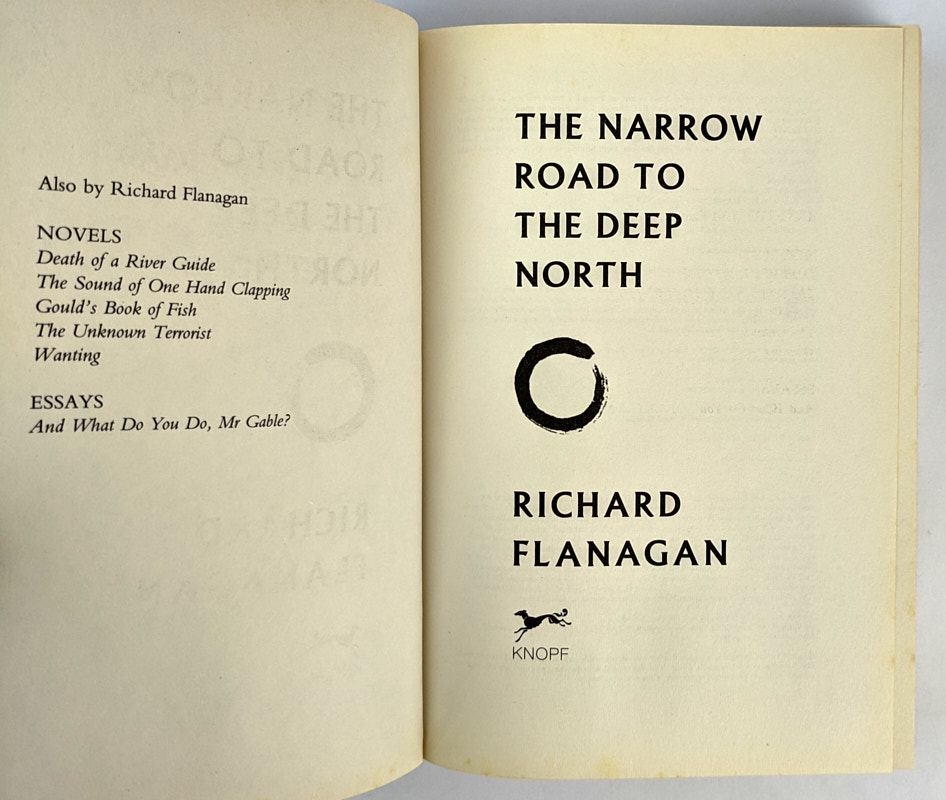 Also by Richard Flanagan
NOVELS
Death of a River Guide
The Sound of One Hand Clapping
Gould's Book of Fish
The Unknown Terrorist
Wanting
ESSAYS
And What Do You Do, Mr Gable?
THE NARROW
ROAD TO
THE DEEP
NORTH
RICHARD
FLANAGAN
KNOPF